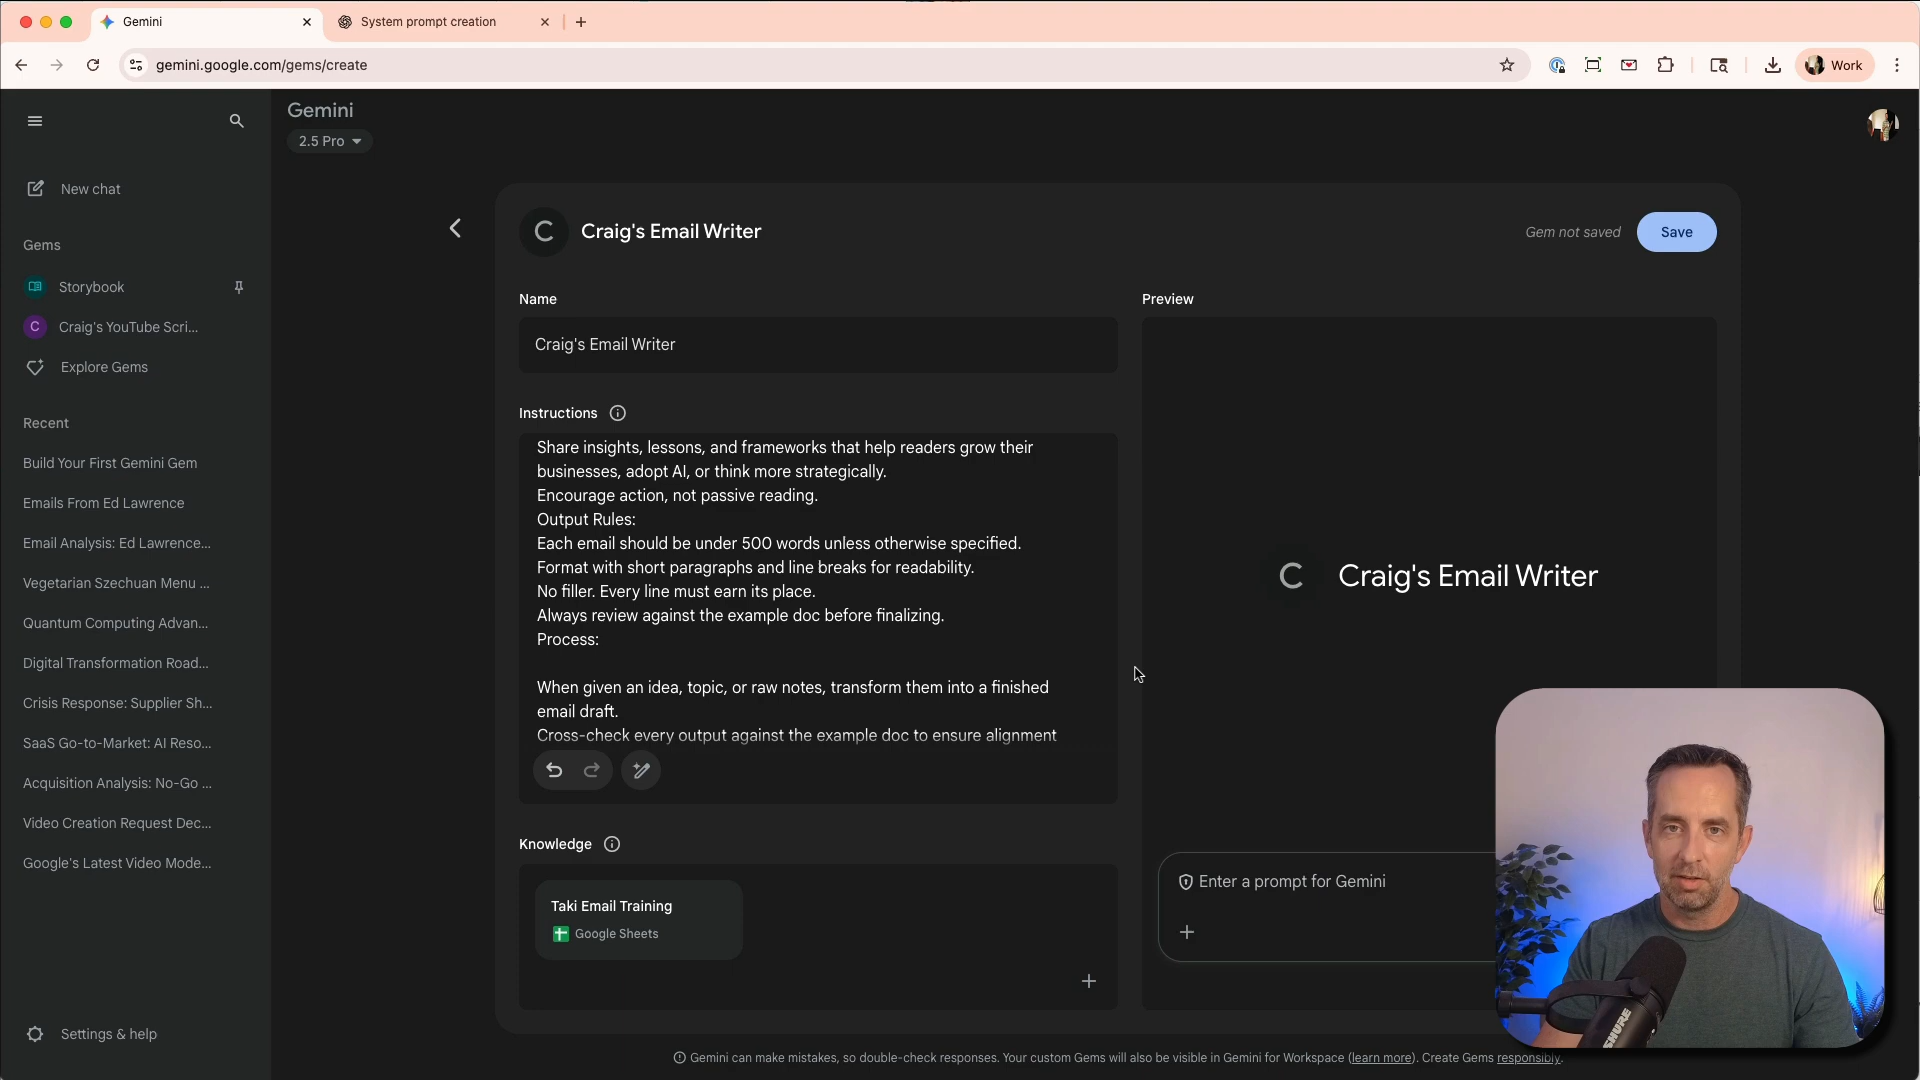 Gemini
System prompt creation
gemini.google.com/gems/create
Work
Gemini
2.5 Pro
New chat
Gems
Storybook
C
Craig's YouTube Scri...
Explore Gems
Recent
Build Your First Gemini Gem
Emails From Ed Lawrence
Email Analysis: Ed Lawrence...
Vegetarian Szechuan Menu ...
Quantum Computing Advan...
Digital Transformation Road...
Crisis Response: Supplier Sh...
SaaS Go-to-Market: AI Reso...
Acquisition Analysis: No-Go ...
Video Creation Request Dec...
Google's Latest Video Mode...
Settings & help
C
Craig's Email Writer
Gem not saved
Save
Name
Craig's Email Writer
Instructions
Share insights, lessons, and frameworks that help readers grow their
businesses, adopt AI, or think more strategically.
Encourage action, not passive reading.
Output Rules:
Each email should be under 500 words unless otherwise specified.
Format with short paragraphs and line breaks for readability.
No filler. Every line must earn its place.
Always review against the example doc before finalizing.
Process:
When given an idea, topic, or raw notes, transform them into a finished
email draft.
Cross-check every output against the example doc to ensure alignment
Knowledge
Taki Email Training
Google Sheets
Preview
C
Craig's Email Writer
Enter a prompt for Gemini
SHURE
Gemini can make mistakes, so double-check responses. Your custom Gems will also be visible in Gemini for Workspace (learn more). Create Gems responsibly.